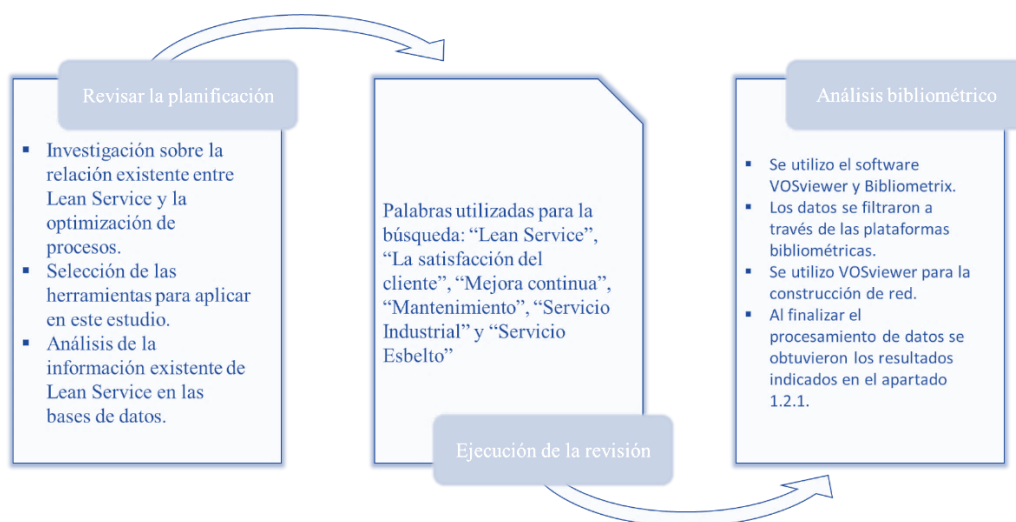 Revisar la planificación
▪ Investigación sobre la
relación existente entre
Lean Service y la
optimización de
procesos.
▪ Selección de las
herramientas para aplicar
en este estudio.
▪ Análisis de la
información existente de
Lean Service en las
bases de datos.
Palabras utilizadas para la
búsqueda: “Lean Service”,
“La satisfacción del
cliente”, “Mejora continua”,
“Mantenimiento”, “Servicio
Industrial” y “Servicio
Esbelto”
Ejecución de la revisión
Análisis bibliométrico
▪ Se utilizo el software
VOSviewer y Bibliometrix.
▪ Los datos se filtraron a
través de las plataformas
bibliométricas.
▪ Se utilizo VOSviewer para la
construcción de red.
▪ Al finalizar el
procesamiento de datos se
obtuvieron los resultados
indicados en el apartado
1.2.1.